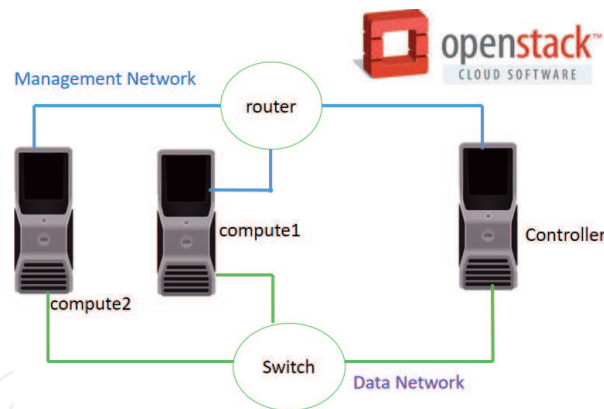 openstack™
CLOUD SOFTWARE
Management Network
router
compute1
Controller
compute2
Switch
Data Network